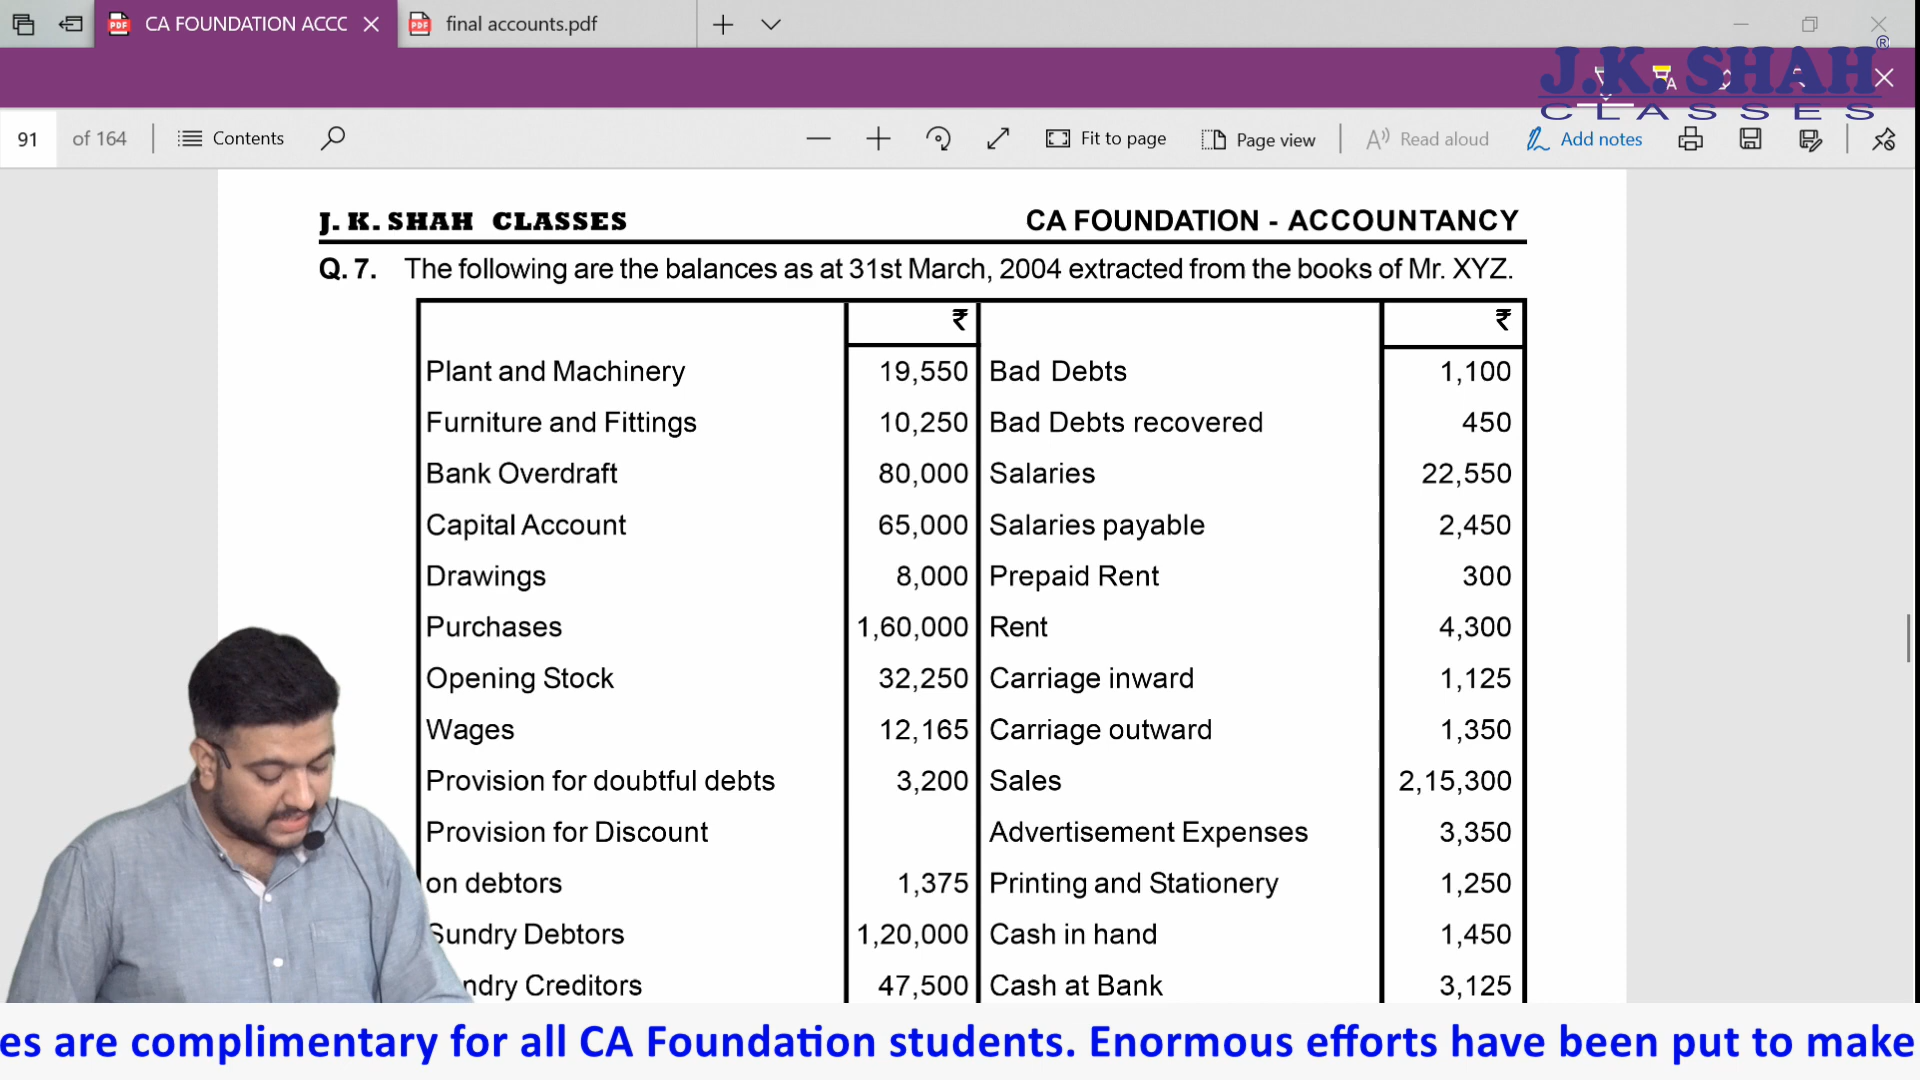 CA FOUNDATION ACCC
final accounts.pdf
J.K. SHAH®
CLASSES
91 of 164
Contents
Fit to page
Page view
Read aloud
Add notes
J. K. SHAH CLASSES CA FOUNDATION - ACCOUNTANCY
Q. 7. The following are the balances as at 31st March, 2004 extracted from the books of Mr. XYZ.
₹ ₹
Plant and Machinery 19,550 Bad Debts 1,100
Furniture and Fittings 10,250 Bad Debts recovered 450
Bank Overdraft 80,000 Salaries 22,550
Capital Account 65,000 Salaries payable 2,450
Drawings 8,000 Prepaid Rent 300
Purchases 1,60,000 Rent 4,300
Opening Stock 32,250 Carriage inward 1,125
Wages 12,165 Carriage outward 1,350
Provision for doubtful debts 3,200 Sales 2,15,300
Provision for Discount Advertisement Expenses 3,350
on debtors 1,375 Printing and Stationery 1,250
Sundry Debtors 1,20,000 Cash in hand 1,450
ndry Creditors 47,500 Cash at Bank 3,125
es are complimentary for all CA Foundation students. Enormous efforts have been put to make